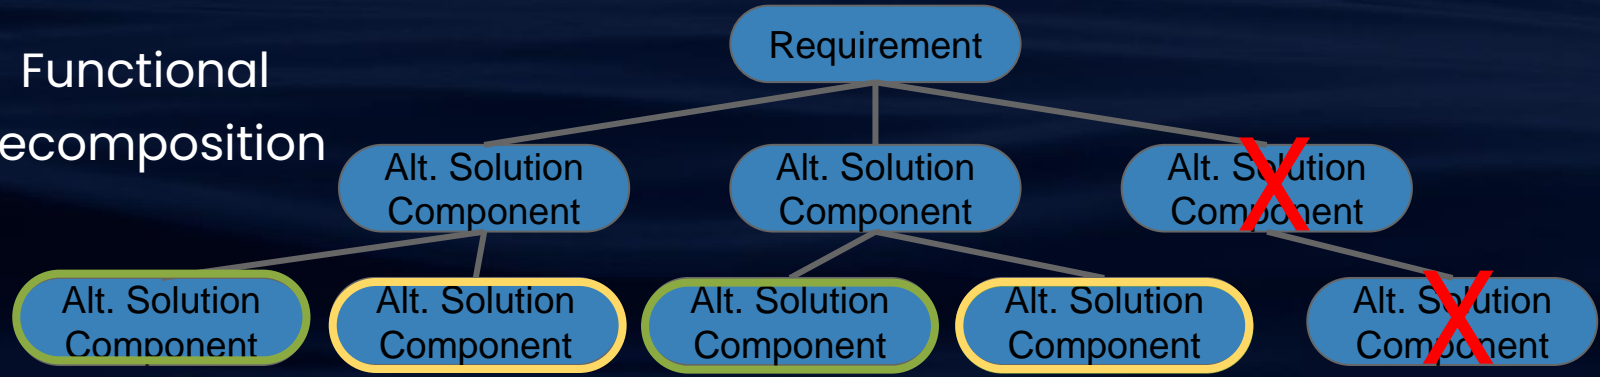 Requirement
Functional
ecomposition
Alt. Solution
Component
Alt. Solution
Component
Alt. Solution
Component
X
Alt. Solution
Component
Alt. Solution
Component
Alt. Solution
Component
Alt. Solution
Component
Alt. Solution
Component
X